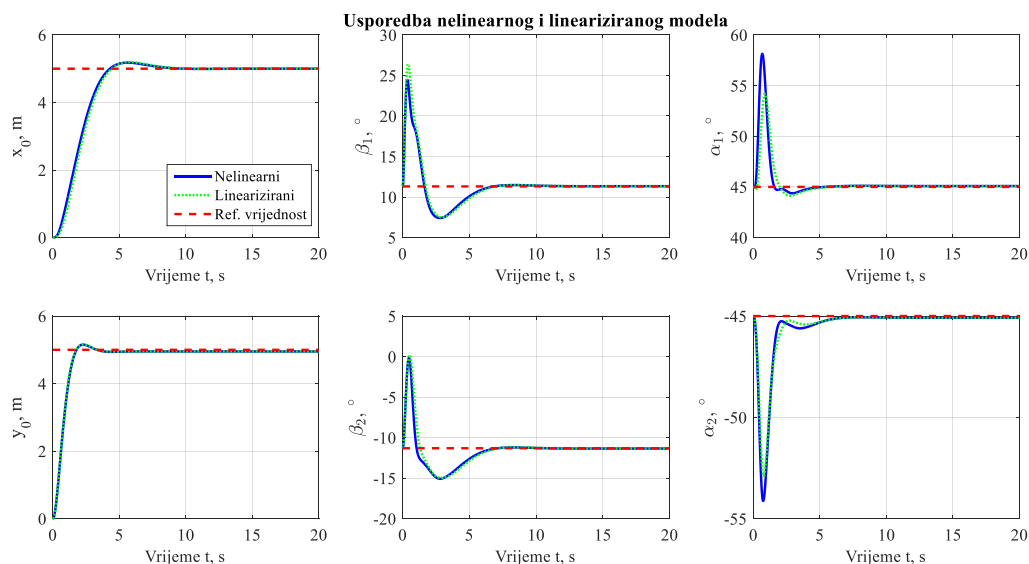 Usporedba nelinearnog i lineariziranog modela
6
4
2
0
x₀, m
0 5 10 15 20
Vrijeme t, s
Nelinearni
Linearizirani
Ref. vrijednost
30
25
20
15
10
5
β₁, °
0 5 10 15 20
Vrijeme t, s
60
55
50
45
40
α₁, °
0 5 10 15 20
Vrijeme t, s
6
4
2
0
y₀, m
0 5 10 15 20
Vrijeme t, s
5
0
-5
-10
-15
-20
β₂, °
0 5 10 15 20
Vrijeme t, s
-45
-50
-55
α₂, °
0 5 10 15 20
Vrijeme t, s